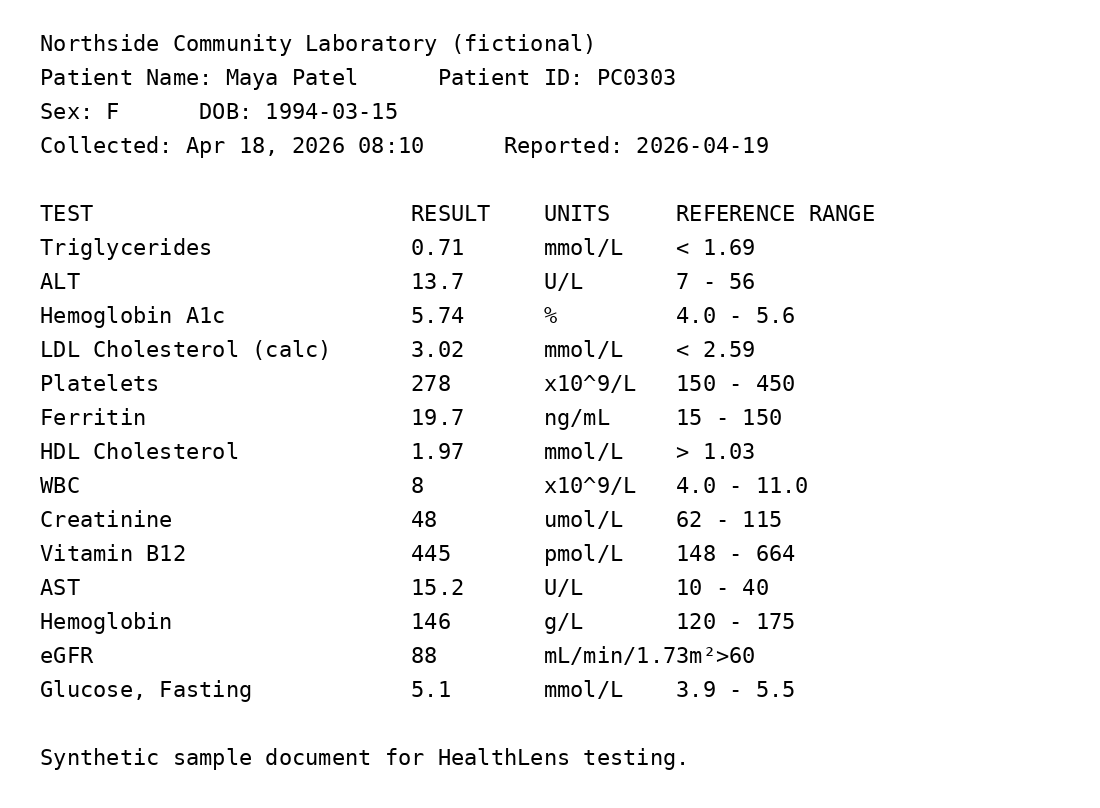 Northside Community Laboratory (fictional)
Patient Name: Maya Patel      Patient ID: PC0303
Sex: F      DOB: 1994-03-15
Collected: Apr 18, 2026 08:10      Reported: 2026-04-19
TEST                        RESULT    UNITS     REFERENCE RANGE
Triglycerides               0.71      mmol/L    < 1.69
ALT                         13.7      U/L       7 - 56
Hemoglobin A1c              5.74      %         4.0 - 5.6
LDL Cholesterol (calc)      3.02      mmol/L    < 2.59
Platelets                   278       x10^9/L   150 - 450
Ferritin                    19.7      ng/mL     15 - 150
HDL Cholesterol             1.97      mmol/L    > 1.03
WBC                         8         x10^9/L   4.0 - 11.0
Creatinine                  48        umol/L    62 - 115
Vitamin B12                 445       pmol/L    148 - 664
AST                         15.2      U/L       10 - 40
Hemoglobin                  146       g/L       120 - 175
eGFR                        88        mL/min/1.73m²>60
Glucose, Fasting            5.1       mmol/L    3.9 - 5.5
Synthetic sample document for HealthLens testing.